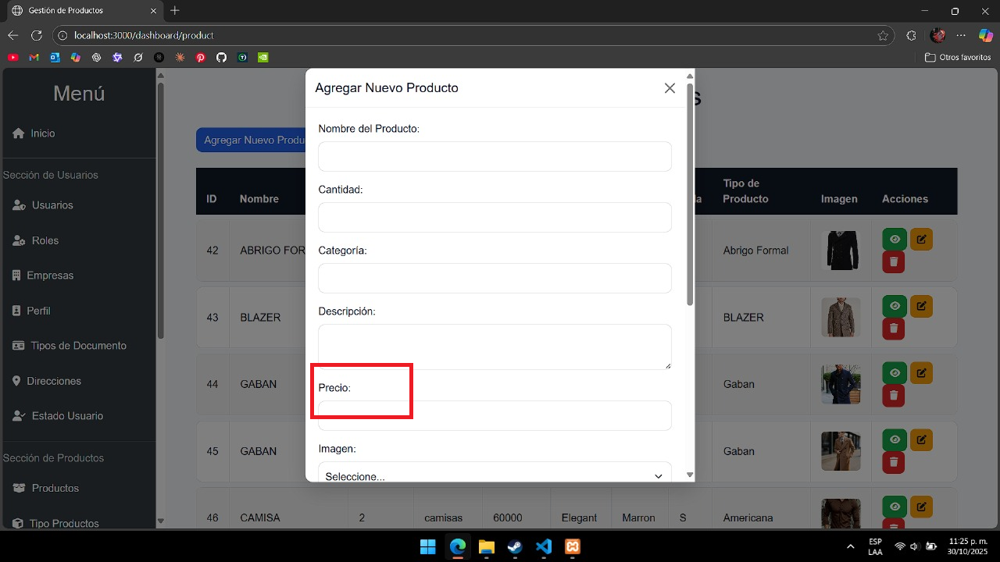 Gestión de Productos
localhost:3000/dashboard/product
Otros favoritos
Menú
Inicio
Sección de Usuarios
Usuarios
Roles
Empresas
Perfil
Tipos de Documento
Direcciones
Estado Usuario
Sección de Productos
Productos
Tipo Productos
Agregar Nuevo Produ
s
Agregar Nuevo Producto
Nombre del Producto:
Cantidad:
Categoría:
Descripción:
Precio:
Imagen:
Seleccione...
ID Nombre la Tipo de Producto Imagen Acciones
42 ABRIGO FOR Abrigo Formal
43 BLAZER BLAZER
44 GABAN Gaban
45 GABAN Gaban
46 CAMISA 2 camisas 60000 Elegant Marron S Americana
ESP
LAA
11:25 p. m.
30/10/2025